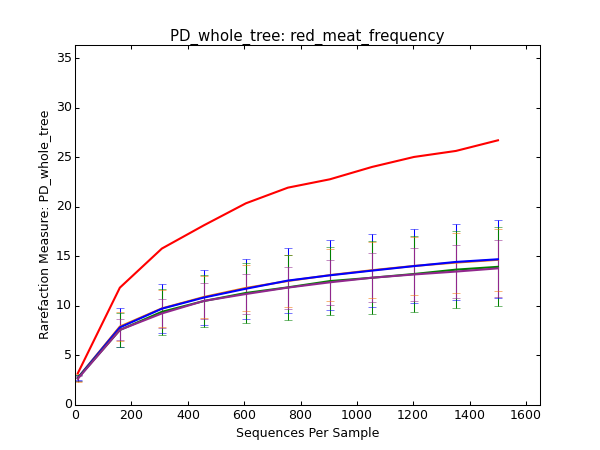 PD_whole_tree: red_meat_frequency
35
30
25
20
15
10
5
0
Rarefaction Measure: PD_whole_tree
0 200 400 600 800 1000 1200 1400 1600
Sequences Per Sample